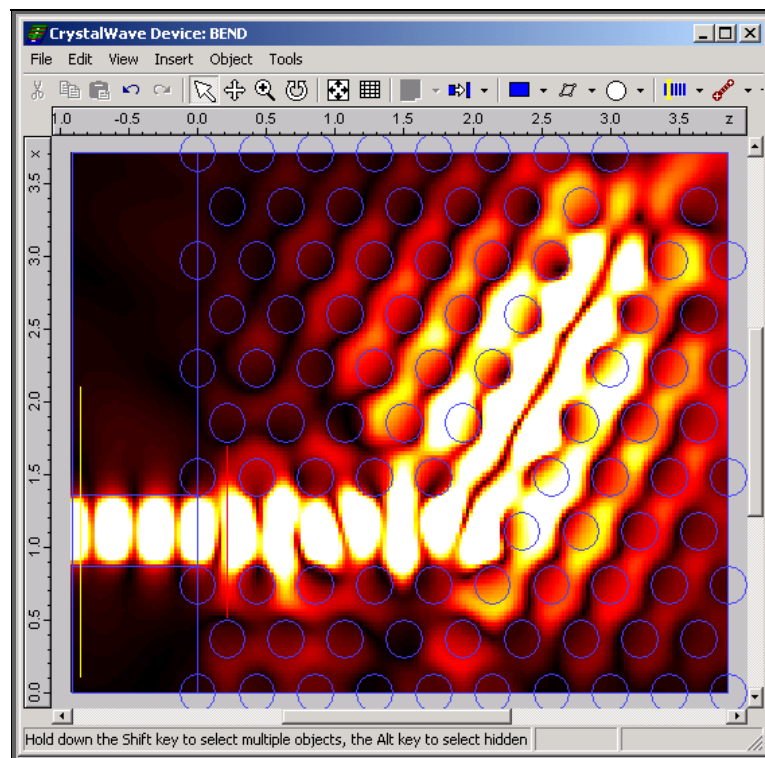 CrystalWave Device: BEND
File Edit View Insert Object Tools
1.0 -0.5 0.0 0.5 1.0 1.5 2.0 2.5 3.0 3.5 z
x
3.5
3.0
2.5
2.0
1.5
1.0
0.5
0.0
Hold down the Shift key to select multiple objects, the Alt key to select hidden